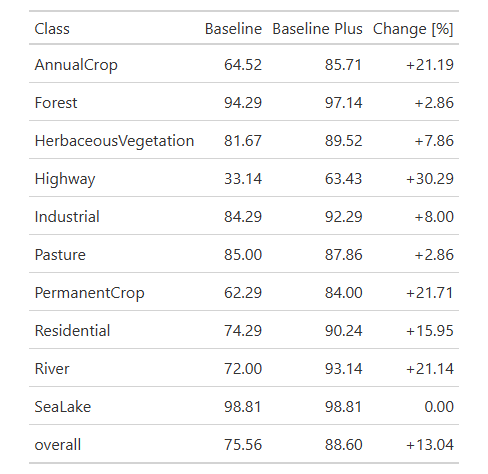 Class Baseline Baseline Plus Change [%]
AnnualCrop 64.52 85.71 +21.19
Forest 94.29 97.14 +2.86
HerbaceousVegetation 81.67 89.52 +7.86
Highway 33.14 63.43 +30.29
Industrial 84.29 92.29 +8.00
Pasture 85.00 87.86 +2.86
PermanentCrop 62.29 84.00 +21.71
Residential 74.29 90.24 +15.95
River 72.00 93.14 +21.14
SeaLake 98.81 98.81 0.00
overall 75.56 88.60 +13.04